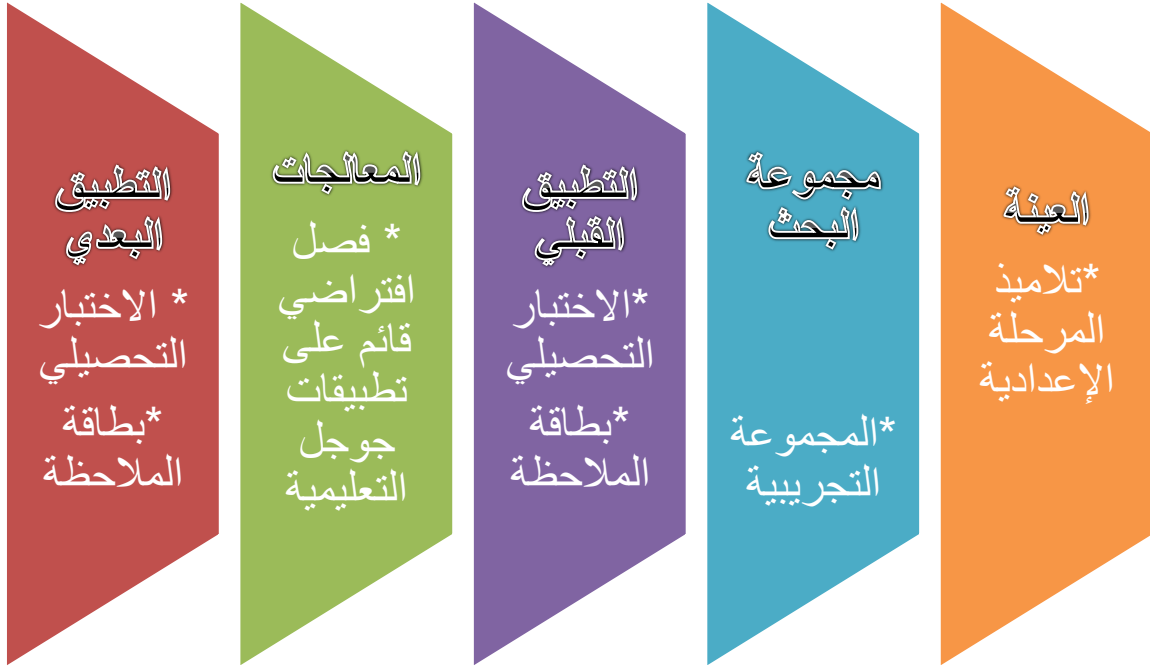 العينة
*تلاميذ
المرحلة
الإعدادية
مجموعة
البحث
*المجموعة
التجريبية
التطبيق
القبلي
*الاختبار
التحصيلي
*بطاقة
الملاحظة
المعالجات
* فصل
افتراضي
قائم على
تطبيقات
جوجل
التعليمية
التطبيق
البعدي
* الاختبار
التحصيلي
*بطاقة
الملاحظة